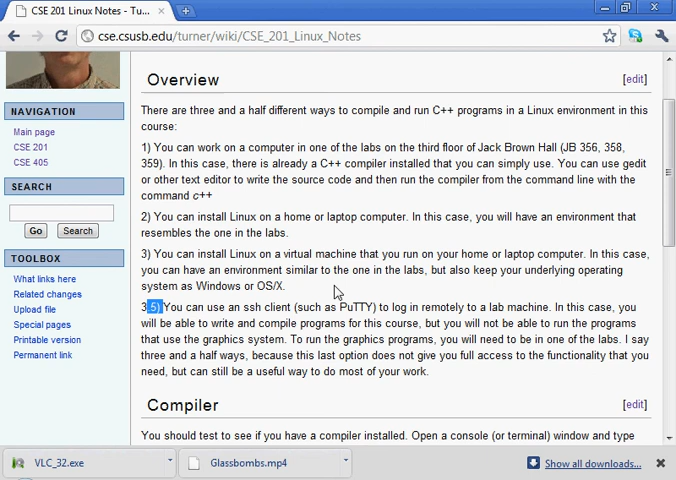 CSE 201 Linux Notes - Tu...
cse.csusb.edu/turner/wiki/CSE_201_Linux_Notes
NAVIGATION
Main page
CSE 201
CSE 405
SEARCH
Go Search
TOOLBOX
What links here
Related changes
Upload file
Special pages
Printable version
Permanent link
Overview [edit]
There are three and a half different ways to compile and run C++ programs in a Linux environment in this
course:
1) You can work on a computer in one of the labs on the third floor of Jack Brown Hall (JB 356, 358,
359). In this case, there is already a C++ compiler installed that you can simply use. You can use gedit
or other text editor to write the source code and then run the compiler from the command line with the
command c++
2) You can install Linux on a home or laptop computer. In this case, you will have an environment that
resembles the one in the labs.
3) You can install Linux on a virtual machine that you run on your home or laptop computer. In this case,
you can have an environment similar to the one in the labs, but also keep your underlying operating
system as Windows or OS/X.
3.5) You can use an ssh client (such as PuTTY) to log in remotely to a lab machine. In this case, you
will be able to write and compile programs for this course, but you will not be able to run the programs
that use the graphics system. To run the graphics programs, you will need to be in one of the labs. I say
three and a half ways, because this last option does not give you full access to the functionality that you
need, but can still be a useful way to do most of your work.
Compiler [edit]
You should test to see if you have a compiler installed. Open a console (or terminal) window and type
VLC_32.exe
Glassbombs.mp4
Show all downloads...